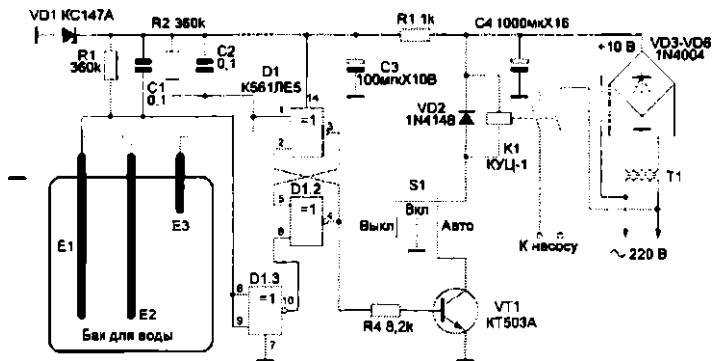 VD1 КС147А
R2 360k
R1 1k
C4 1000мкХ16
R1
360k
C1
0,1
C2
0,1
D1
К561ЛЕ5
C3
100мкХ10В
+10 В
VD3-VD6
1N4004
14
1
=1
3
2
VD2
1N4148
K1
КУЦ-1
T1
S1
Вкл
Выкл
Авто
5
D1.2
=1
4
6
E1
E3
E2
Бак для воды
D1.3
8
=1
10
9
7
R4 8,2k
VT1
КТ503А
К насосу
~ 220 В